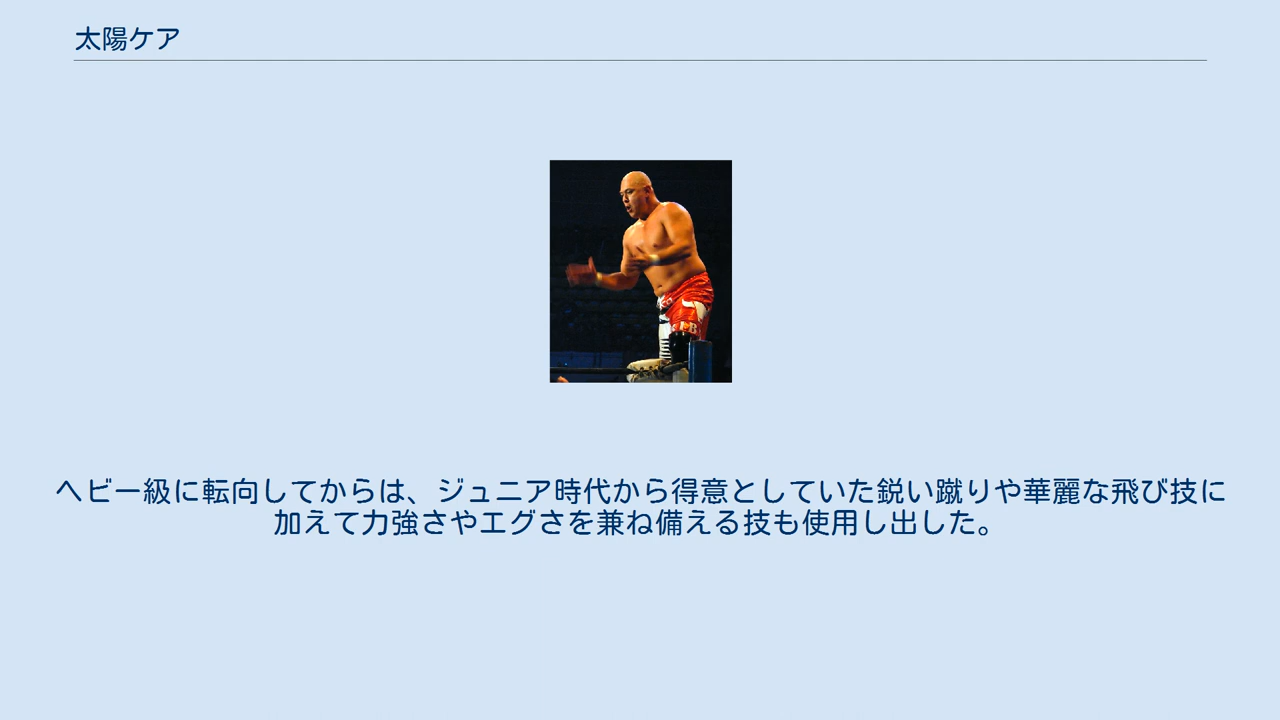 太陽ケア
ヘビー級に転向してからは、ジュニア時代から得意としていた鋭い蹴りや華麗な飛び技に
加えて力強さやエグさを兼ね備える技も使用し出した。